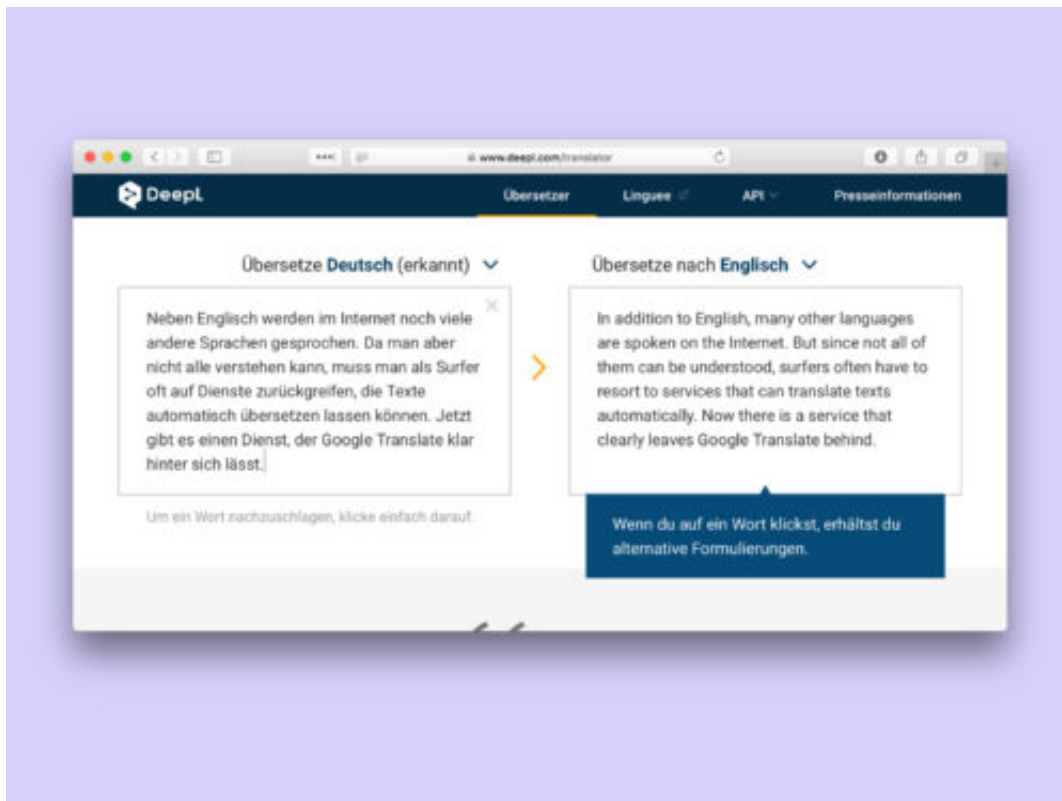 www.deepl.com/translator
DeepL
Übersetzer
Linguee
API
Presseinformationen
Übersetze Deutsch (erkannt)
Neben Englisch werden im Internet noch viele
andere Sprachen gesprochen. Da man aber
nicht alle verstehen kann, muss man als Surfer
oft auf Dienste zurückgreifen, die Texte
automatisch übersetzen lassen können. Jetzt
gibt es einen Dienst, der Google Translate klar
hinter sich lässt.
Um ein Wort nachzuschlagen, klicke einfach darauf.
Übersetze nach Englisch
In addition to English, many other languages
are spoken on the Internet. But since not all of
them can be understood, surfers often have to
resort to services that can translate texts
automatically. Now there is a service that
clearly leaves Google Translate behind.
Wenn du auf ein Wort klickst, erhältst du
alternative Formulierungen.